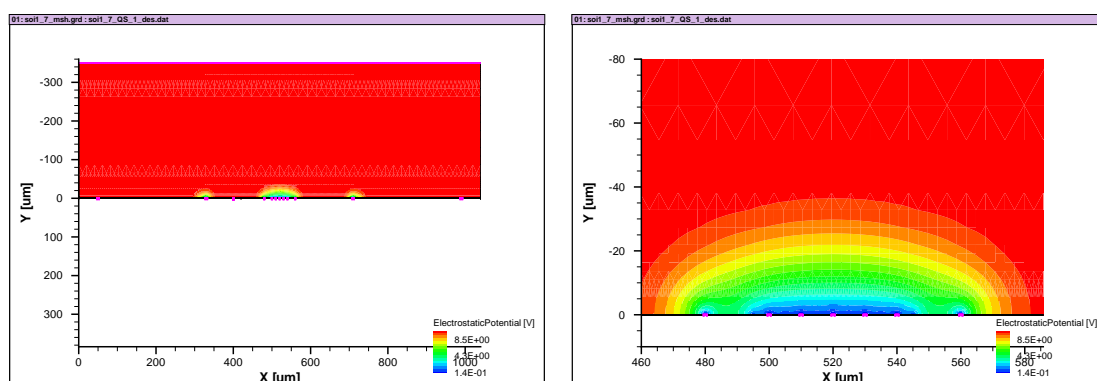 01: soi1_7_msh.grd : soi1_7_QS_1_des.dat
-300
-200
-100
0
100
200
300
Y [um]
0
200
400
600
800
1000
X [um]
ElectrostaticPotential [V]
8.5E+00
4.3E+00
1.4E-01
01: soi1_7_msh.grd : soi1_7_QS_1_des.dat
-80
-60
-40
-20
0
Y [um]
460
480
500
520
540
560
580
X [um]
ElectrostaticPotential [V]
8.5E+00
4.3E+00
1.4E-01